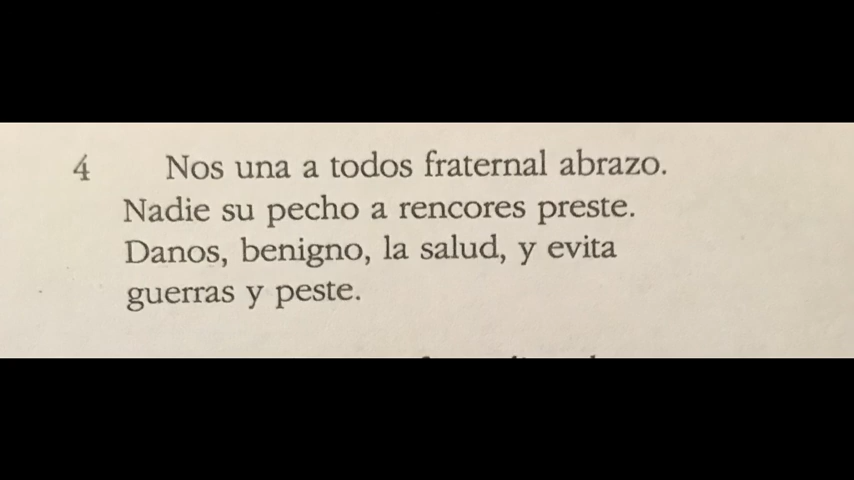 4 Nos una a todos fraternal abrazo.
Nadie su pecho a rencores preste.
Danos, benigno, la salud, y evita
guerras y peste.